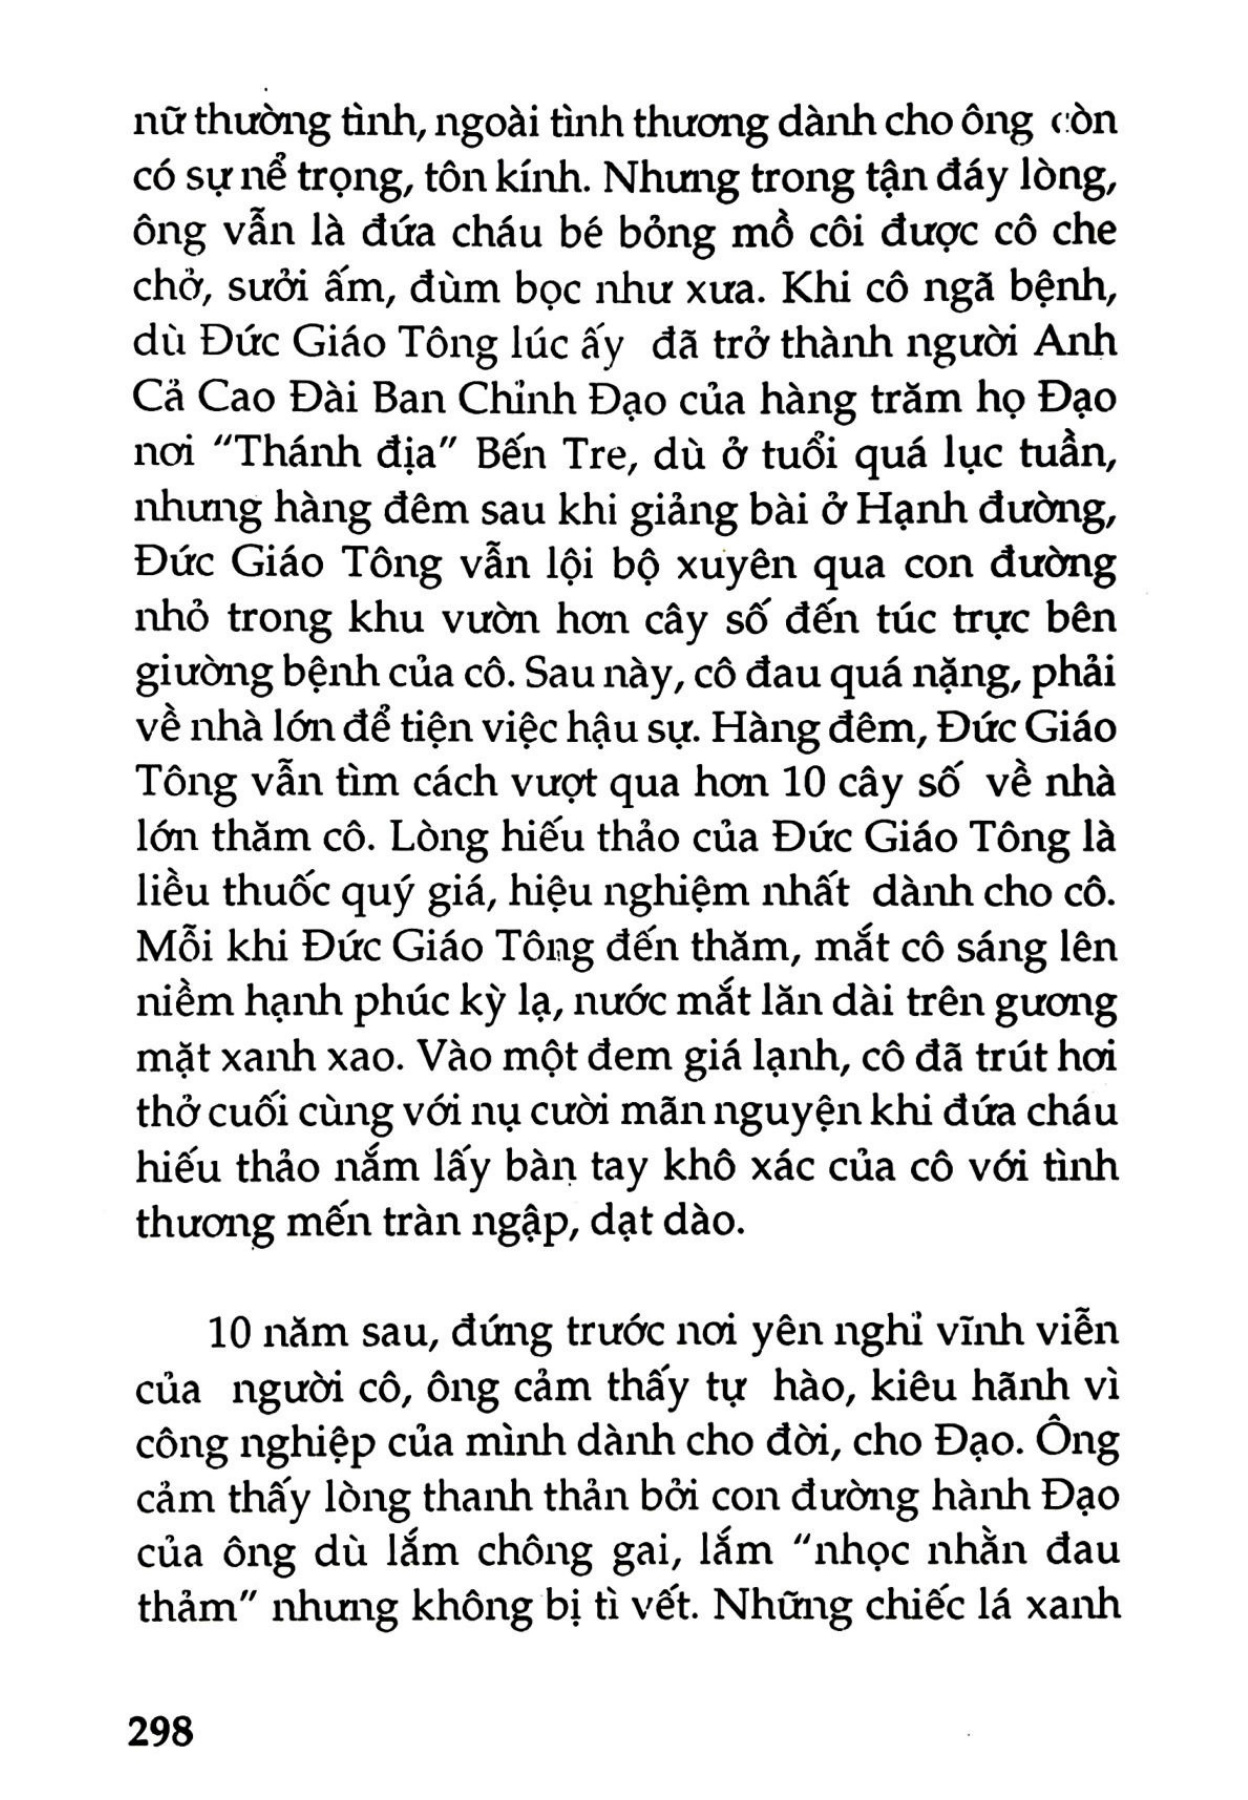 nữ thường tình, ngoài tình thương dành cho ông còn
có sự nể trọng, tôn kính. Nhưng trong tận đáy lòng,
ông vẫn là đứa cháu bé bỏng mồ côi được cô che
chở, sưởi ấm, đùm bọc như xưa. Khi cô ngã bệnh,
dù Đức Giáo Tông lúc ấy đã trở thành người Anh
Cả Cao Đài Ban Chỉnh Đạo của hàng trăm họ Đạo
nơi "Thánh địa" Bến Tre, dù ở tuổi quá lục tuần,
nhưng hàng đêm sau khi giảng bài ở Hạnh đường,
Đức Giáo Tông vẫn lội bộ xuyên qua con đường
nhỏ trong khu vườn hơn cây số đến túc trực bên
giường bệnh của cô. Sau này, cô đau quá nặng, phải
về nhà lớn để tiện việc hậu sự. Hàng đêm, Đức Giáo
Tông vẫn tìm cách vượt qua hơn 10 cây số về nhà
lớn thăm cô. Lòng hiếu thảo của Đức Giáo Tông là
liều thuốc quý giá, hiệu nghiệm nhất dành cho cô.
Mỗi khi Đức Giáo Tông đến thăm, mắt cô sáng lên
niềm hạnh phúc kỳ lạ, nước mắt lăn dài trên gương
mặt xanh xao. Vào một đem giá lạnh, cô đã trút hơi
thở cuối cùng với nụ cười mãn nguyện khi đứa cháu
hiếu thảo nắm lấy bàn tay khô xác của cô với tình
thương mến tràn ngập, dạt dào.
10 năm sau, đứng trước nơi yên nghỉ vĩnh viễn
của người cô, ông cảm thấy tự hào, kiêu hãnh vì
công nghiệp của mình dành cho đời, cho Đạo. Ông
cảm thấy lòng thanh thản bởi con đường hành Đạo
của ông dù lắm chông gai, lắm "nhọc nhằn đau
thảm" nhưng không bị tì vết. Những chiếc lá xanh
298